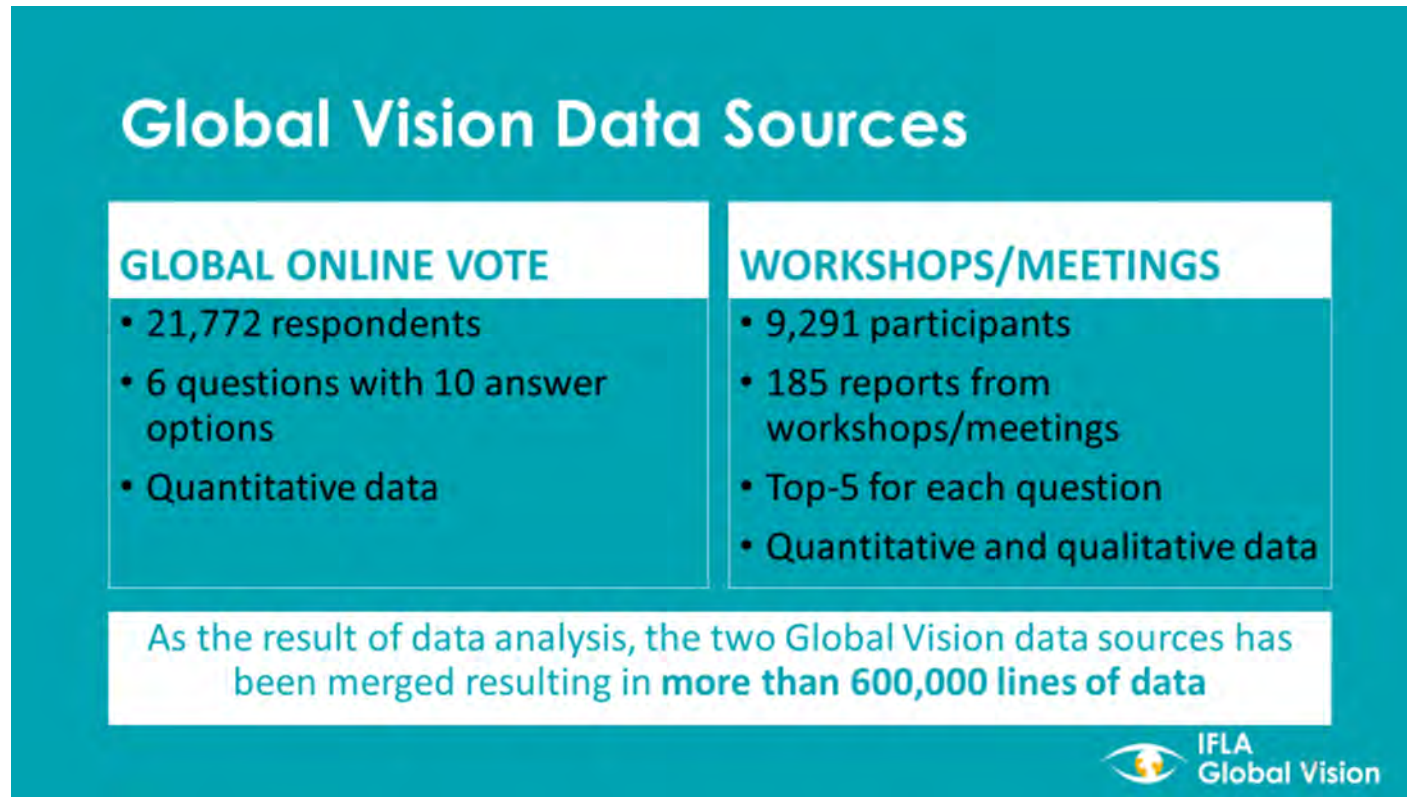 Global Vision Data Sources
GLOBAL ONLINE VOTE
• 21,772 respondents
• 6 questions with 10 answer
options
• Quantitative data
WORKSHOPS/MEETINGS
• 9,291 participants
• 185 reports from
workshops/meetings
• Top-5 for each question
• Quantitative and qualitative data
As the result of data analysis, the two Global Vision data sources has
been merged resulting in more than 600,000 lines of data
IFLA
Global Vision